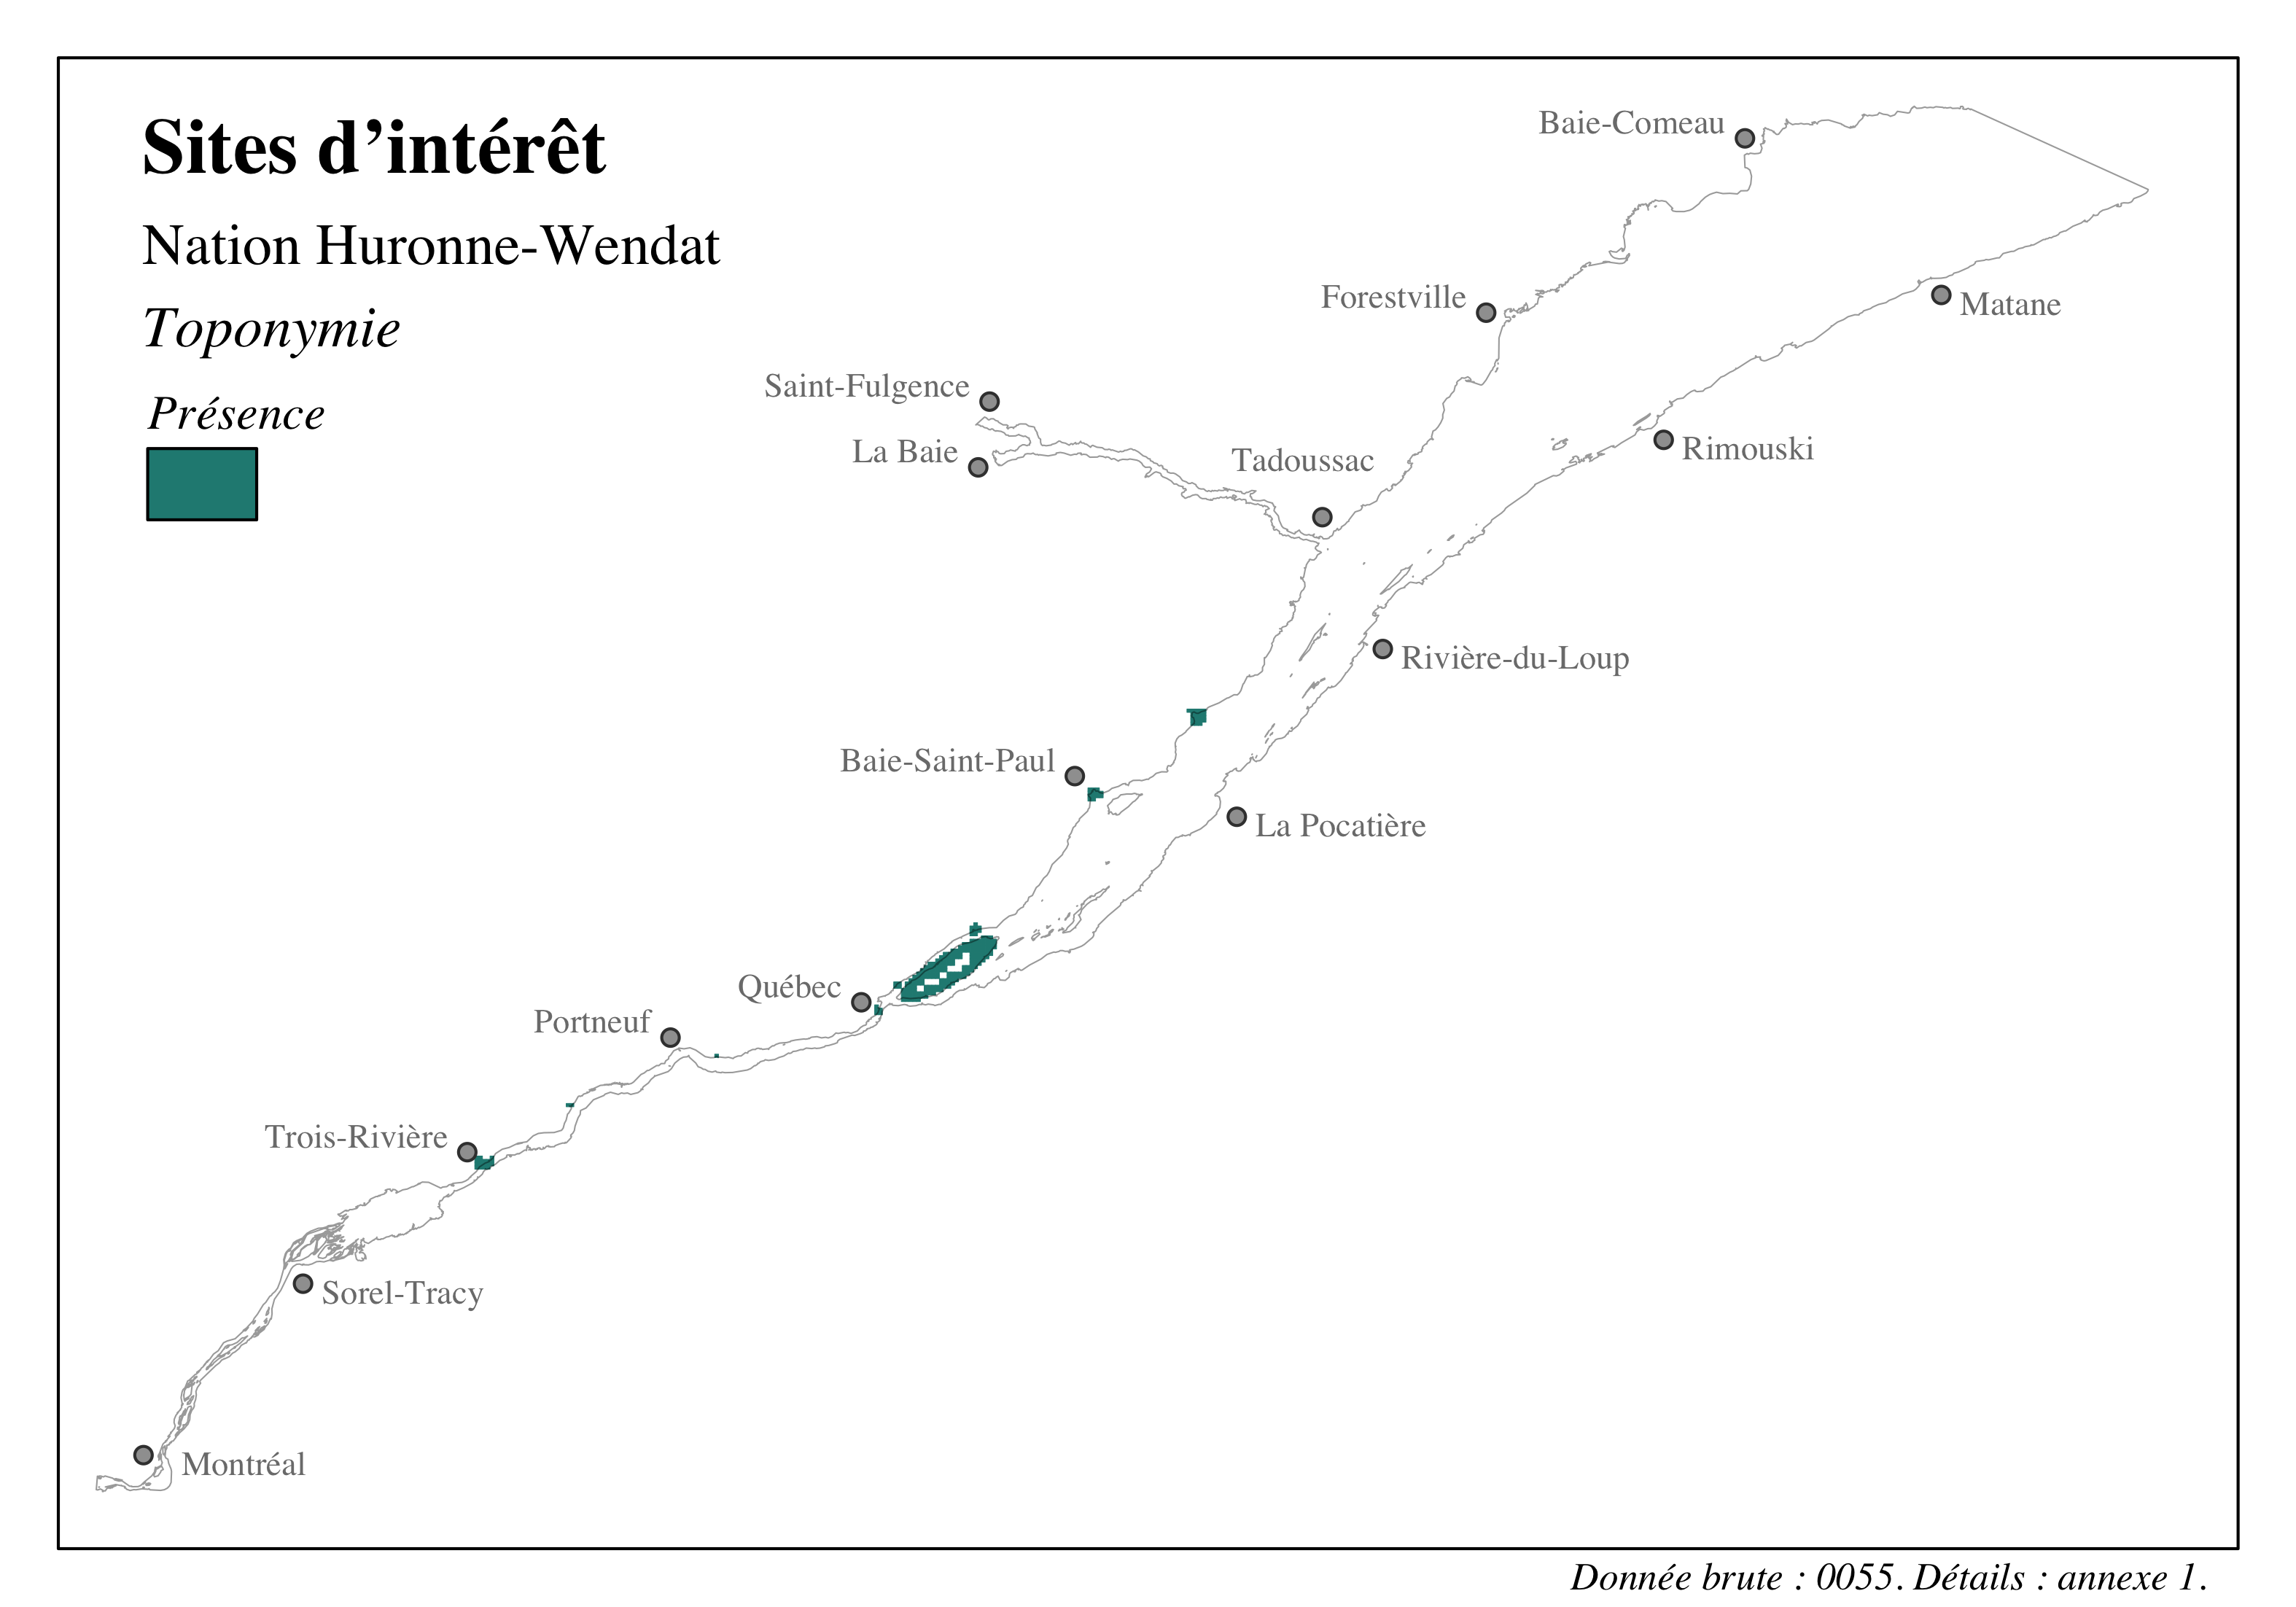 Sites d’intérêt
Nation Huronne-Wendat
Toponymie
Présence
Baie-Comeau
Forestville
Matane
Saint-Fulgence
La Baie
Tadoussac
Rimouski
Rivière-du-Loup
Baie-Saint-Paul
La Pocatière
Québec
Portneuf
Trois-Rivière
Sorel-Tracy
Montréal
Donnée brute : 0055. Détails : annexe 1.